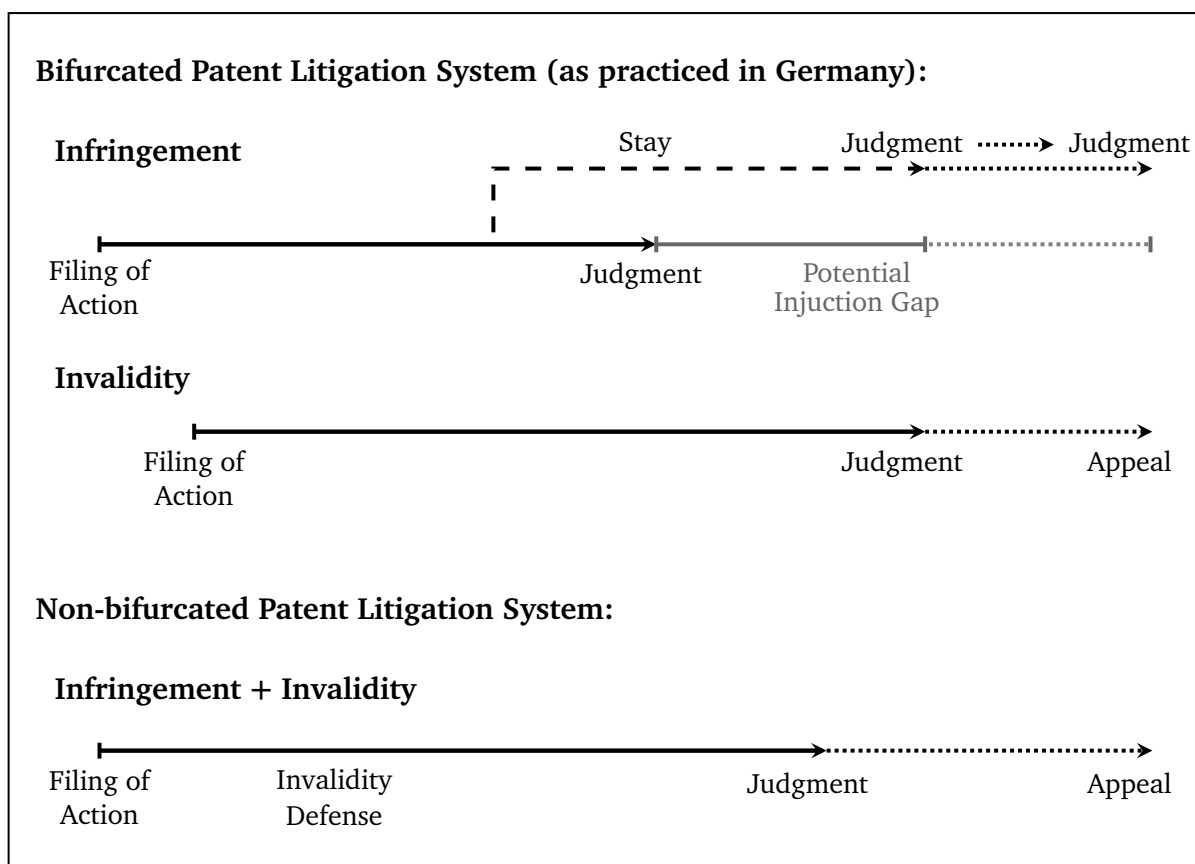 Bifurcated Patent Litigation System (as practiced in Germany):
Infringement
Stay
Judgment
Judgment
Filing of
Action
Judgment
Potential
Injuction Gap
Invalidity
Filing of
Action
Judgment
Appeal
Non-bifurcated Patent Litigation System:
Infringement + Invalidity
Filing of
Action
Invalidity
Defense
Judgment
Appeal